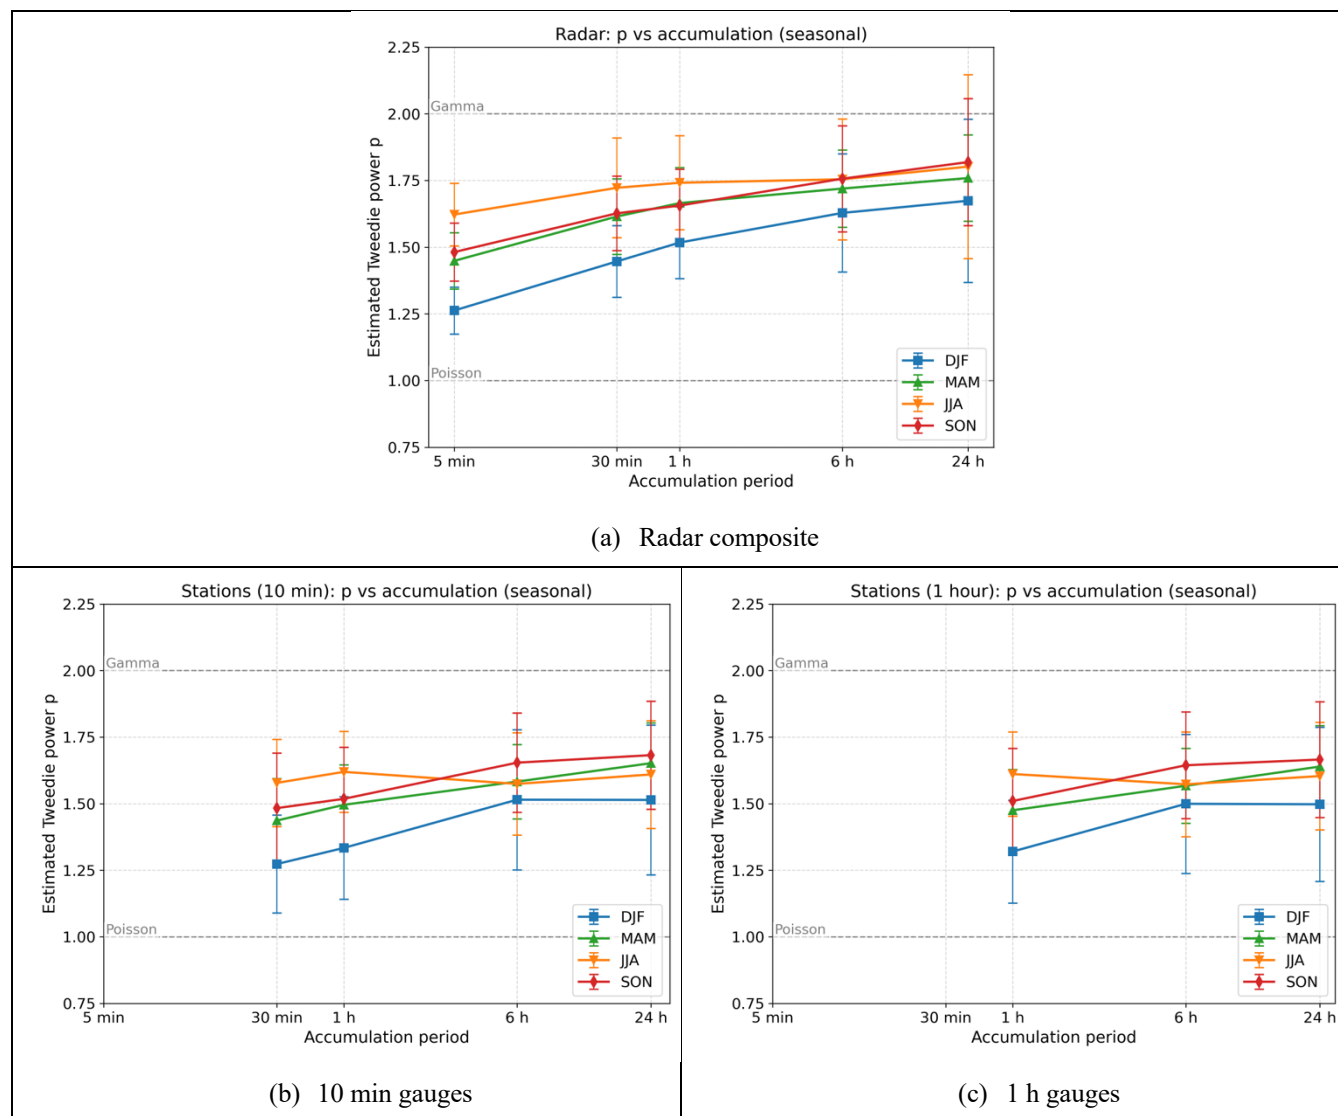 Radar: p vs accumulation (seasonal)
Estimated Tweedie power p
2.25
2.00
1.75
1.50
1.25
1.00
0.75
Gamma
Poisson
DJF
MAM
JJA
SON
5 min
30 min
1 h
6 h
24 h
Accumulation period
(a) Radar composite
Stations (10 min): p vs accumulation (seasonal)
Estimated Tweedie power p
2.25
2.00
1.75
1.50
1.25
1.00
0.75
Gamma
Poisson
DJF
MAM
JJA
SON
5 min
30 min
1 h
6 h
24 h
Accumulation period
(b) 10 min gauges
Stations (1 hour): p vs accumulation (seasonal)
Estimated Tweedie power p
2.25
2.00
1.75
1.50
1.25
1.00
0.75
Gamma
Poisson
DJF
MAM
JJA
SON
5 min
30 min
1 h
6 h
24 h
Accumulation period
(c) 1 h gauges